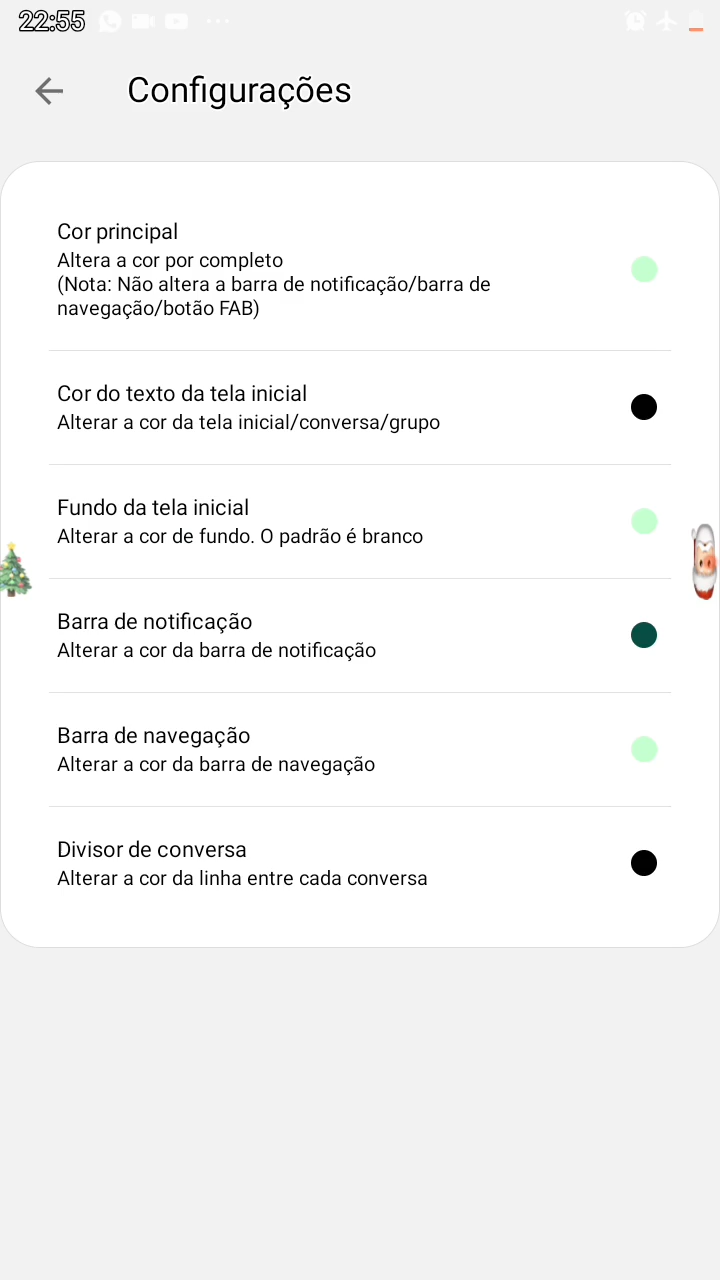 22:55
Configurações
Cor principal
Altera a cor por completo
(Nota: Não altera a barra de notificação/barra de
navegação/botão FAB)
Cor do texto da tela inicial
Alterar a cor da tela inicial/conversa/grupo
Fundo da tela inicial
Alterar a cor de fundo. O padrão é branco
Barra de notificação
Alterar a cor da barra de notificação
Barra de navegação
Alterar a cor da barra de navegação
Divisor de conversa
Alterar a cor da linha entre cada conversa